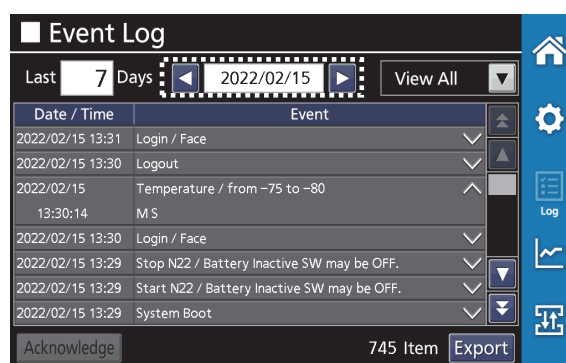 Event Log
Last 7 Days 2022/02/15 View All
Date / Time Event
2022/02/15 13:31 Login / Face
2022/02/15 13:30 Logout
2022/02/15 Temperature / from −75 to −80
13:30:14 M S
2022/02/15 13:30 Login / Face
2022/02/15 13:29 Stop N22 / Battery Inactive SW may be OFF.
2022/02/15 13:29 Start N22 / Battery Inactive SW may be OFF.
2022/02/15 13:29 System Boot
Acknowledge 745 Item Export
Log